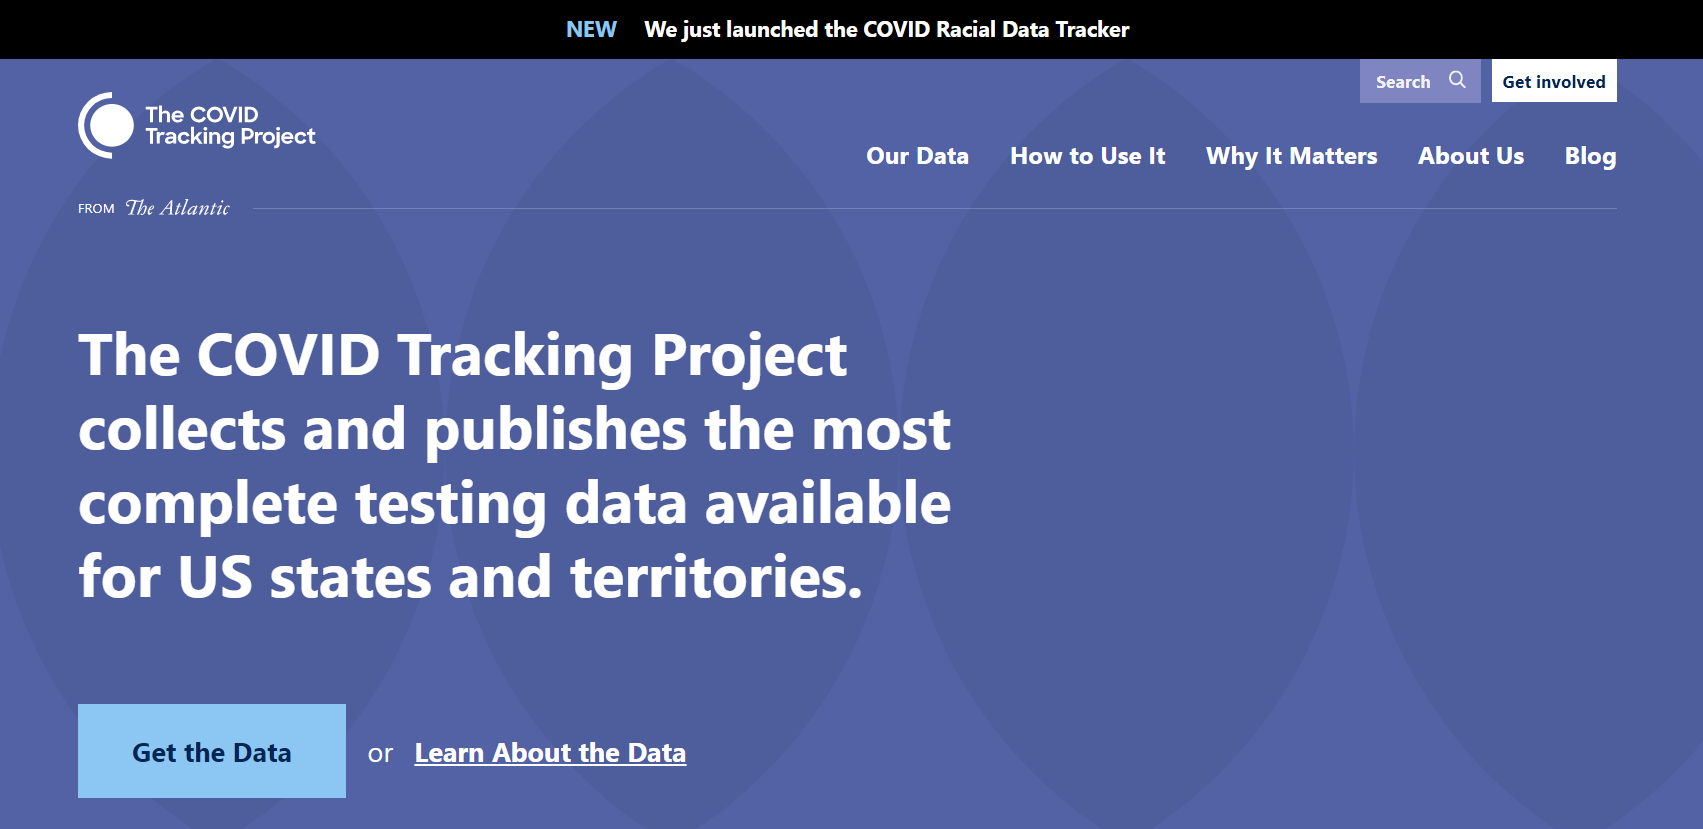 NEW We just launched the COVID Racial Data Tracker
Search
Get involved
The COVID
Tracking Project
Our Data How to Use It Why It Matters About Us Blog
FROM The Atlantic
The COVID Tracking Project
collects and publishes the most
complete testing data available
for US states and territories.
Get the Data or Learn About the Data